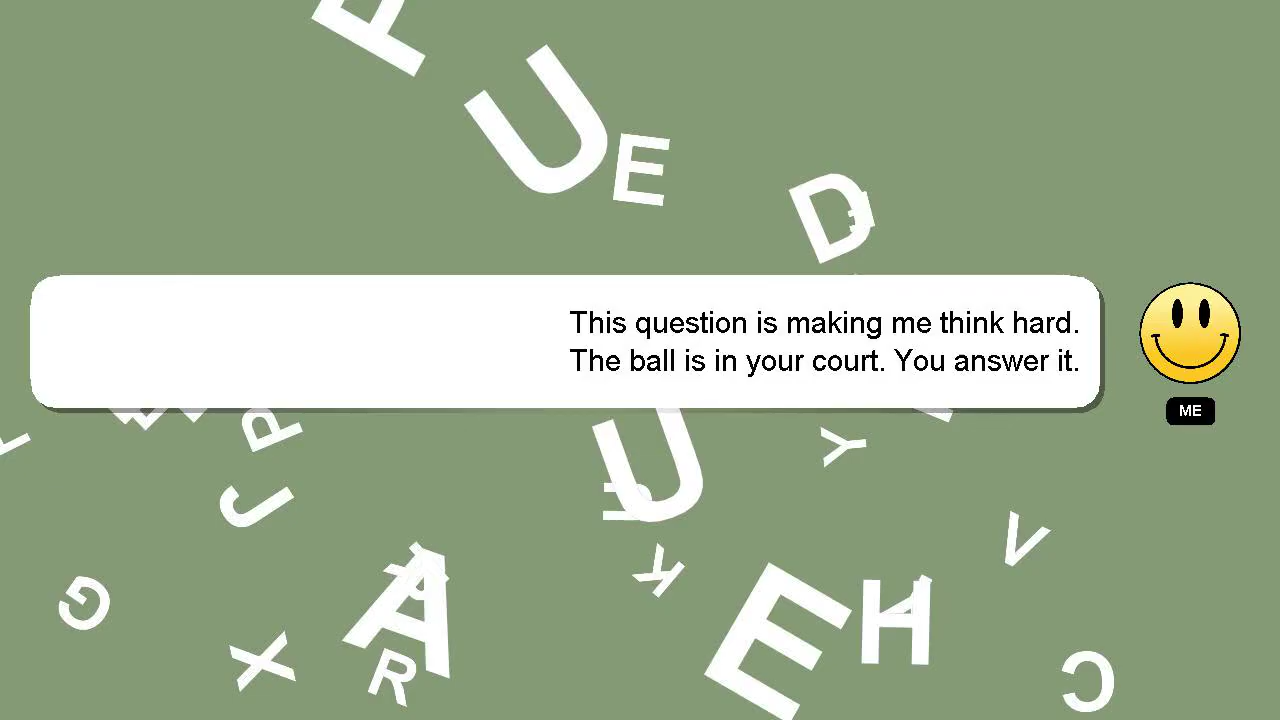 P
U
E
D
This question is making me think hard.
The ball is in your court. You answer it.
ME
P
U
Y
J
V
K
A
G
E
H
X
R
C